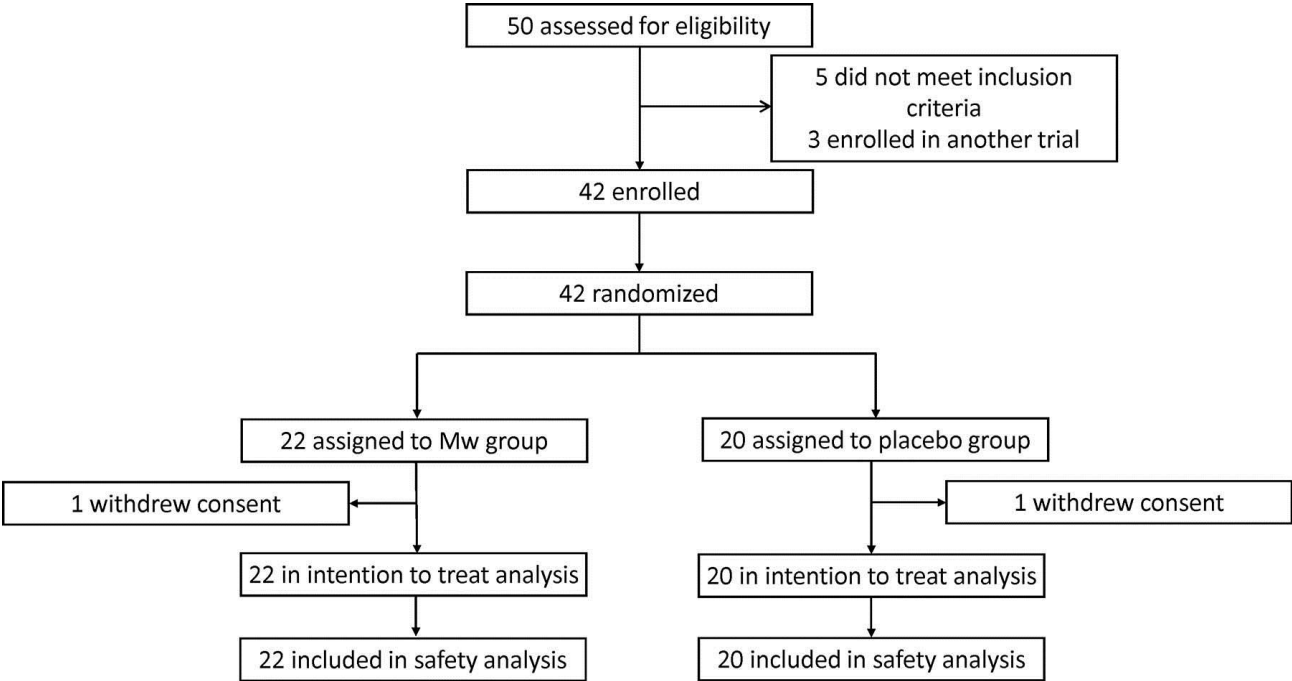 50 assessed for eligibility
5 did not meet inclusion
criteria
3 enrolled in another trial
42 enrolled
42 randomized
22 assigned to Mw group
20 assigned to placebo group
1 withdrew consent
1 withdrew consent
22 in intention to treat analysis
20 in intention to treat analysis
22 included in safety analysis
20 included in safety analysis